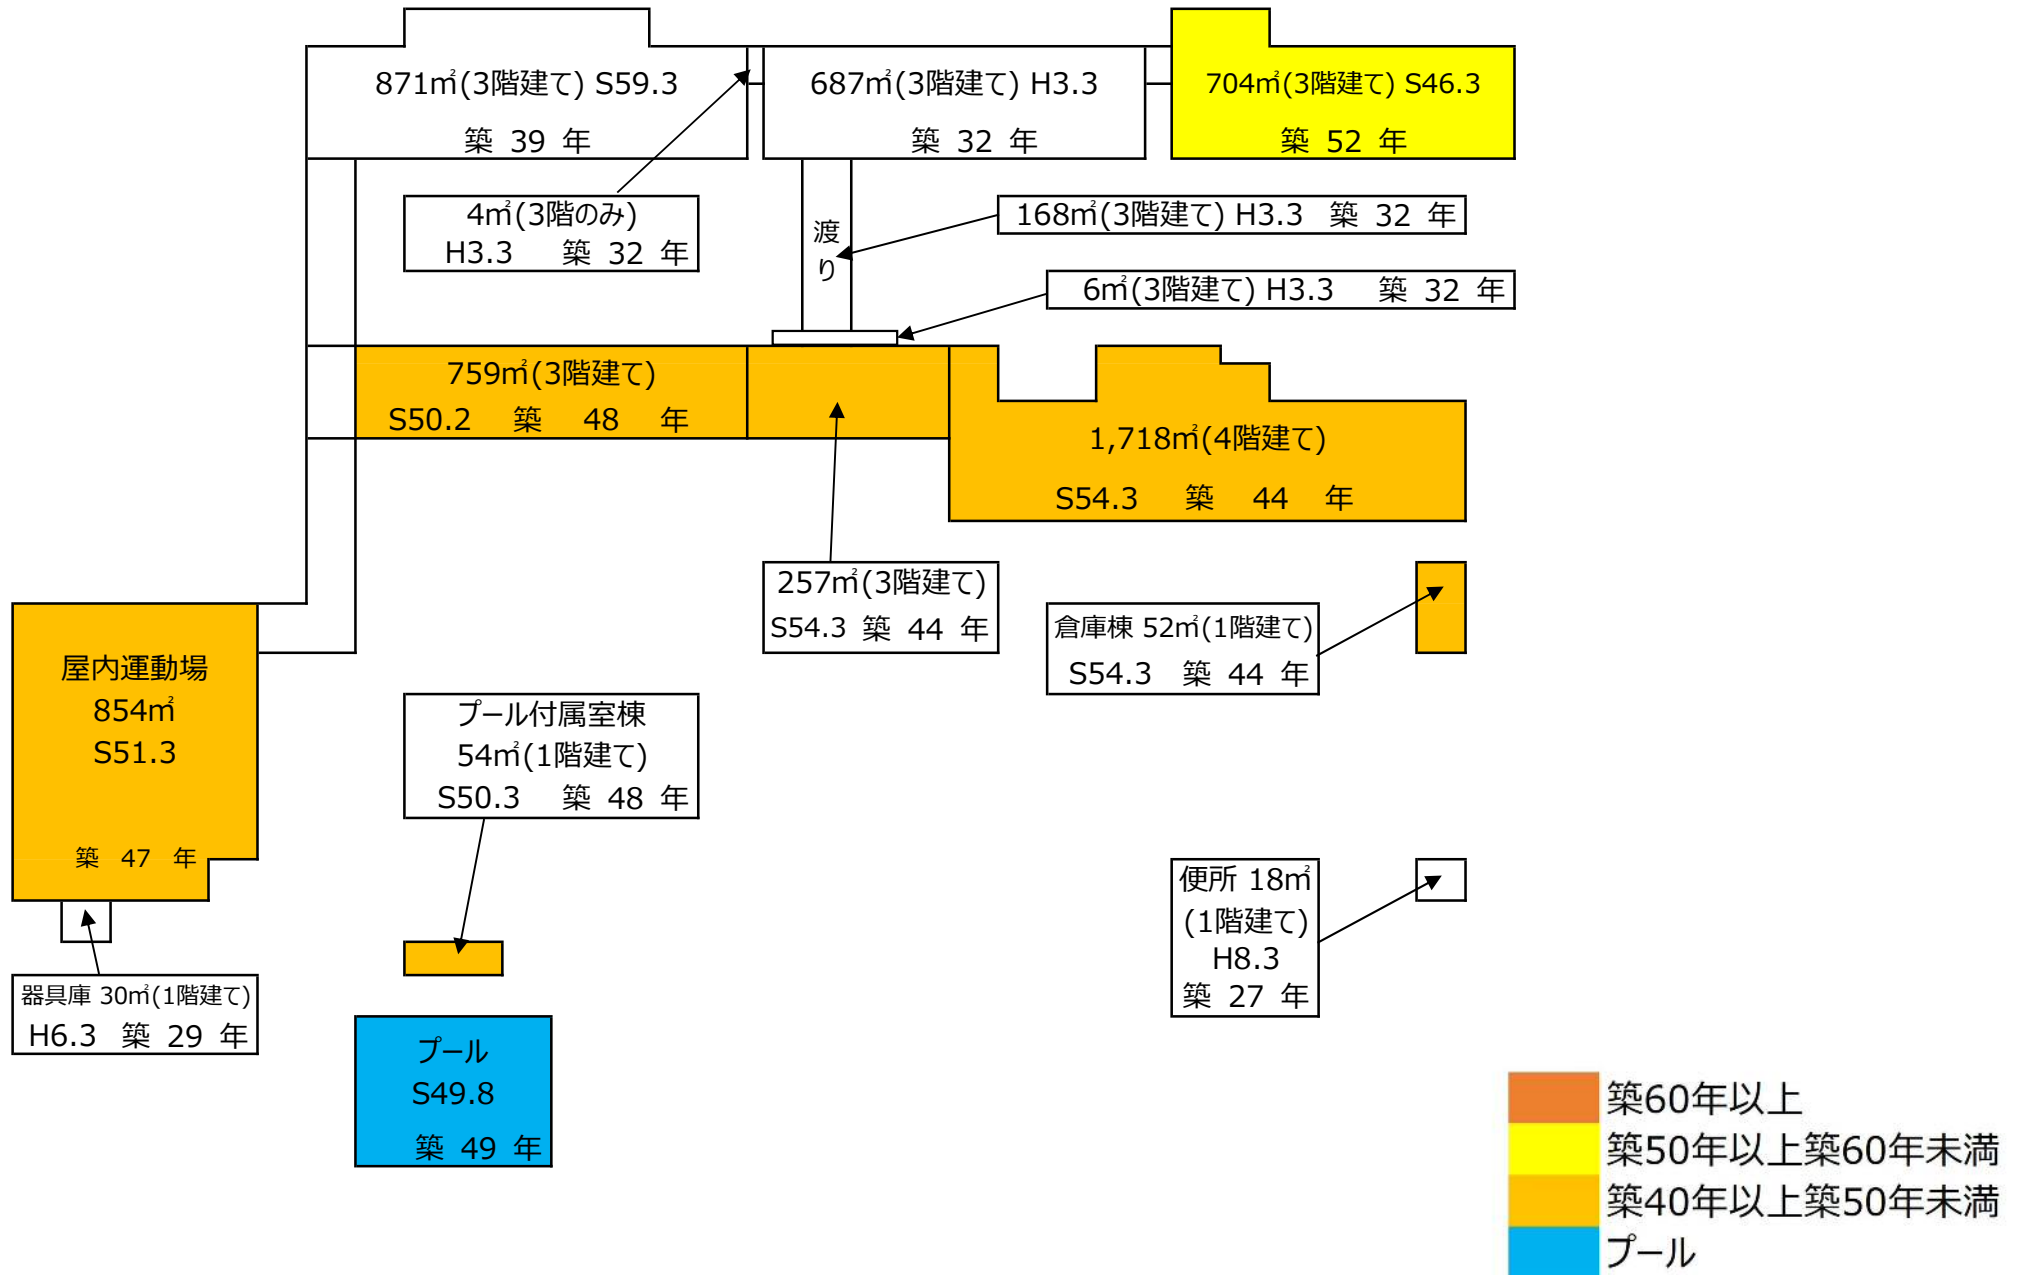 871㎡(3階建て) S59.3
築 39 年
687㎡(3階建て) H3.3
築 32 年
704㎡(3階建て) S46.3
築 52 年
4㎡(3階のみ)
H3.3 築 32 年
渡
り
168㎡(3階建て) H3.3 築 32 年
6㎡(3階建て) H3.3 築 32 年
759㎡(3階建て)
S50.2 築 48 年
1,718㎡(4階建て)
S54.3 築 44 年
257㎡(3階建て)
S54.3 築 44 年
倉庫棟 52㎡(1階建て)
S54.3 築 44 年
屋内運動場
854㎡
S51.3
築 47 年
プール付属室棟
54㎡(1階建て)
S50.3 築 48 年
便所 18㎡
(1階建て)
H8.3
築 27 年
器具庫 30㎡(1階建て)
H6.3 築 29 年
プール
S49.8
築 49 年
築60年以上
築50年以上築60年未満
築40年以上築50年未満
プール